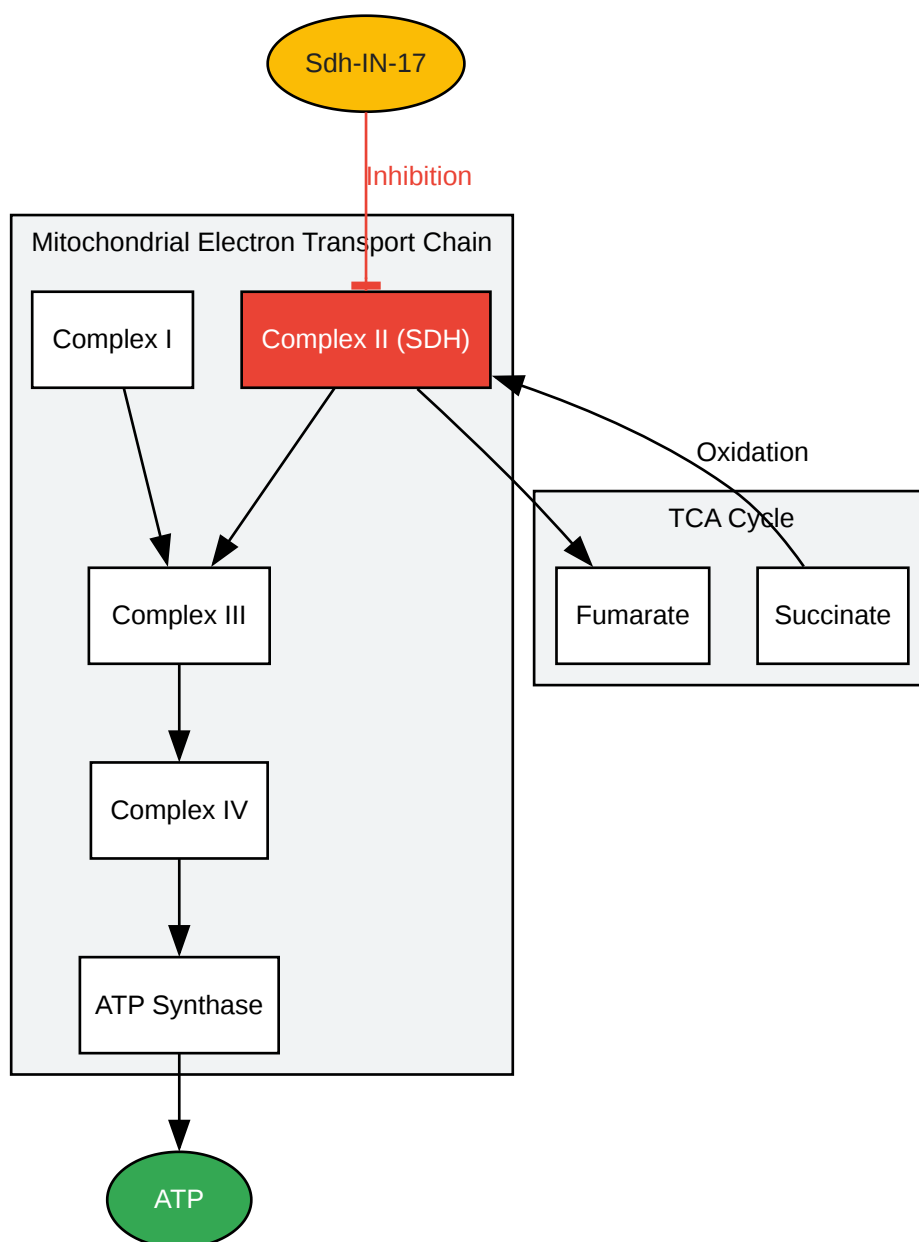 Sdh-IN-17
Inhibition
Mitochondrial Electron Transport Chain
Complex I
Complex II (SDH)
Oxidation
TCA Cycle
Complex III
Fumarate
Succinate
Complex IV
ATP Synthase
ATP